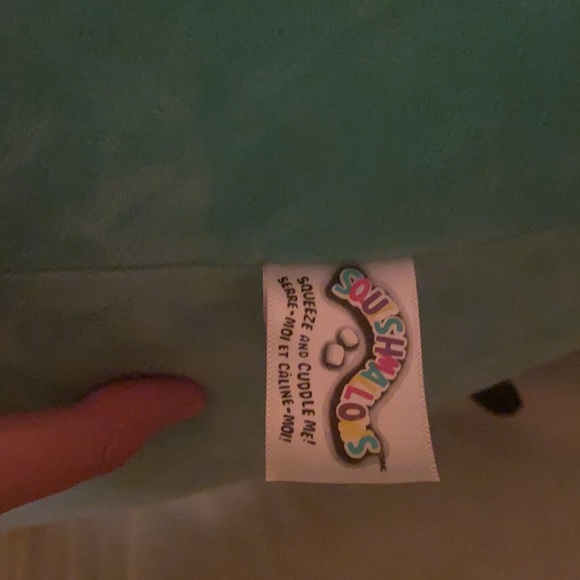 SQUISHMALLOWS
SQUEEZE AND CUDDLE ME!
SERRE-MOI ET CÂLINE-MOI!